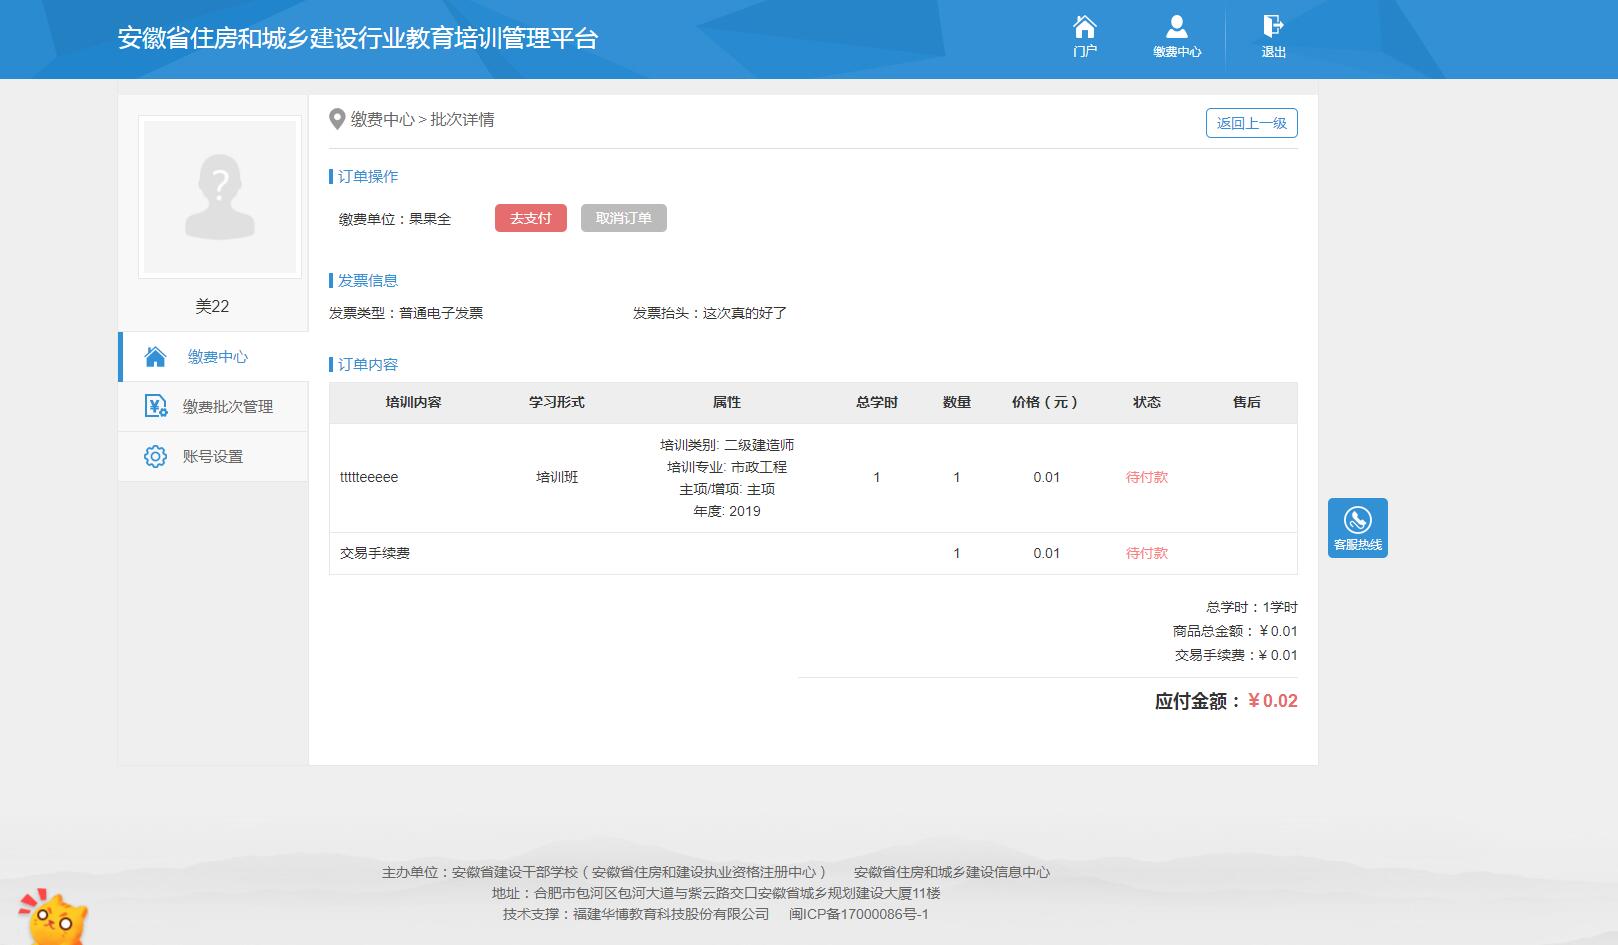 安徽省住房和城乡建设行业教育培训管理平台
门户
缴费中心
退出
缴费中心 > 批次详情
返回上一级
订单操作
缴费单位：果果全
去支付
取消订单
发票信息
美22
发票类型：普通电子发票
发票抬头：这次真的好了
缴费中心
缴费批次管理
账号设置
订单内容
培训内容 学习形式 属性 总学时 数量 价格（元） 状态 售后
培训类别: 二级建造师
培训专业: 市政工程
ttttteeeee 培训班 1 1 0.01 待付款
主项/增项: 主项
年度: 2019
交易手续费 1 0.01 待付款
客服热线
总学时：1学时
商品总金额：￥0.01
交易手续费：¥ 0.01
应付金额：￥0.02
主办单位：安徽省建设干部学校（安徽省住房和建设执业资格注册中心） 安徽省住房和城乡建设信息中心
地址：合肥市包河区包河大道与紫云路交口安徽省城乡规划建设大厦11楼
技术支撑：福建华博教育科技股份有限公司 闽ICP备17000086号-1